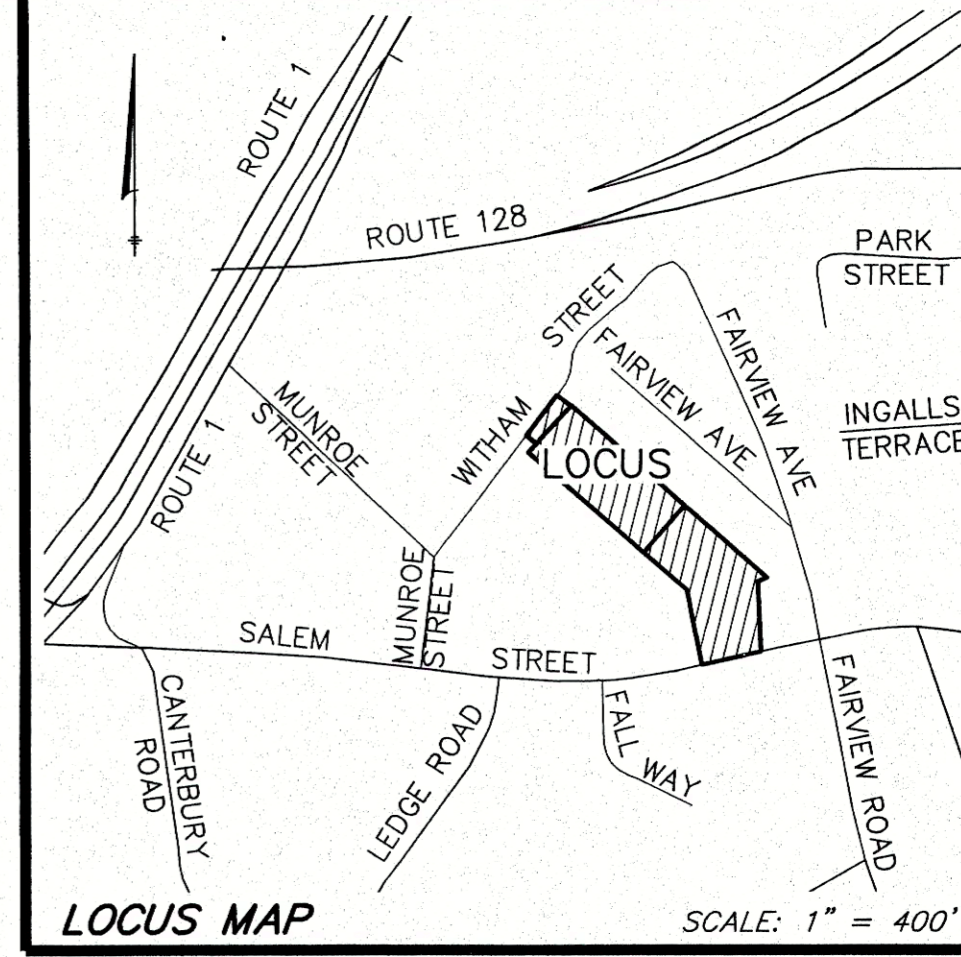 ROUTE 1
ROUTE 128
PARK
STREET
WITHAM STREET
FAIRVIEW AVE
FAIRVIEW AVE
MUNROE
STREET
INGALLS
TERRACE
ROUTE 1
LOCUS
MUNROE
STREET
SALEM STREET
CANTERBURY
ROAD
LEDGE ROAD
FALL WAY
FAIRVIEW ROAD
LOCUS MAP
SCALE: 1" = 400'